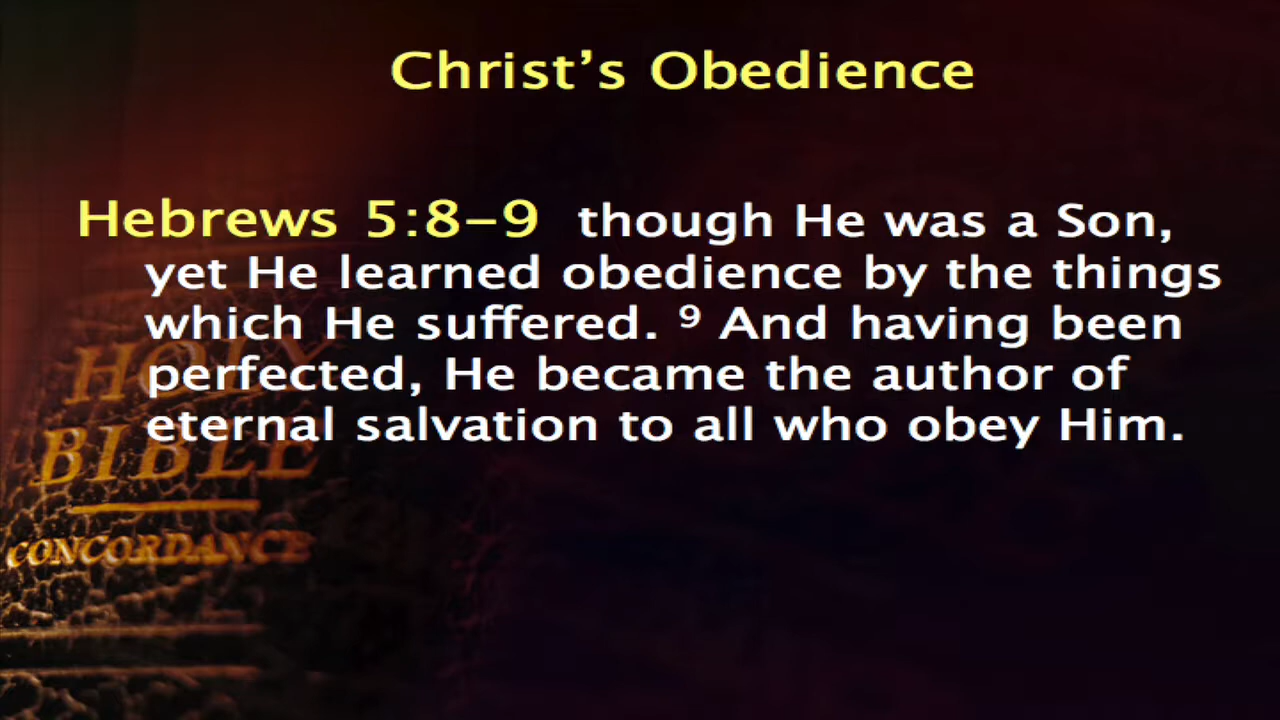 Christ’s Obedience
Hebrews 5:8–9 though He was a Son,
yet He learned obedience by the things
which He suffered. ⁹ And having been
perfected, He became the author of
eternal salvation to all who obey Him.
HOLY
BIBLE
CONCORDANCE